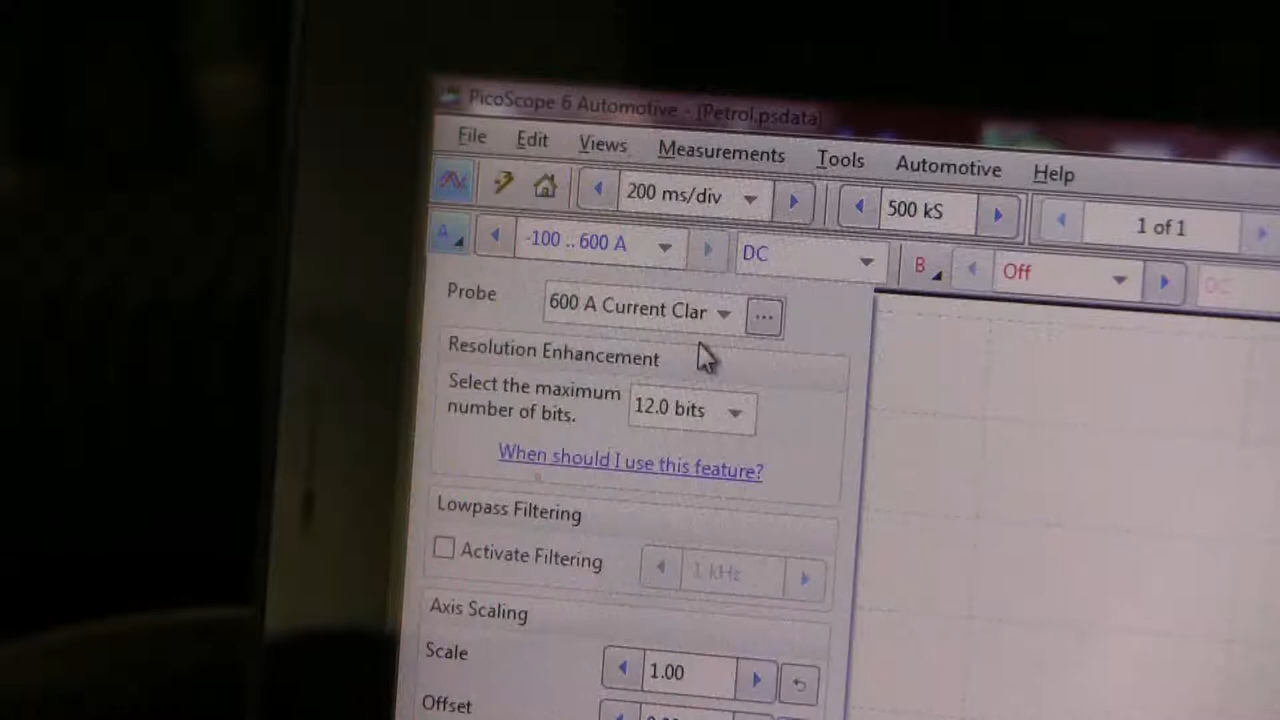 PicoScope 6 Automotive - [Petrol.psdata]
File Edit Views Measurements Tools Automotive Help
200 ms/div 500 kS 1 of 1
A -100 .. 600 A DC B Off DC
Probe 600 A Current Clar ...
Resolution Enhancement
Select the maximum
number of bits. 12.0 bits
When should I use this feature?
Lowpass Filtering
Activate Filtering 1 kHz
Axis Scaling
Scale 1.00
Offset